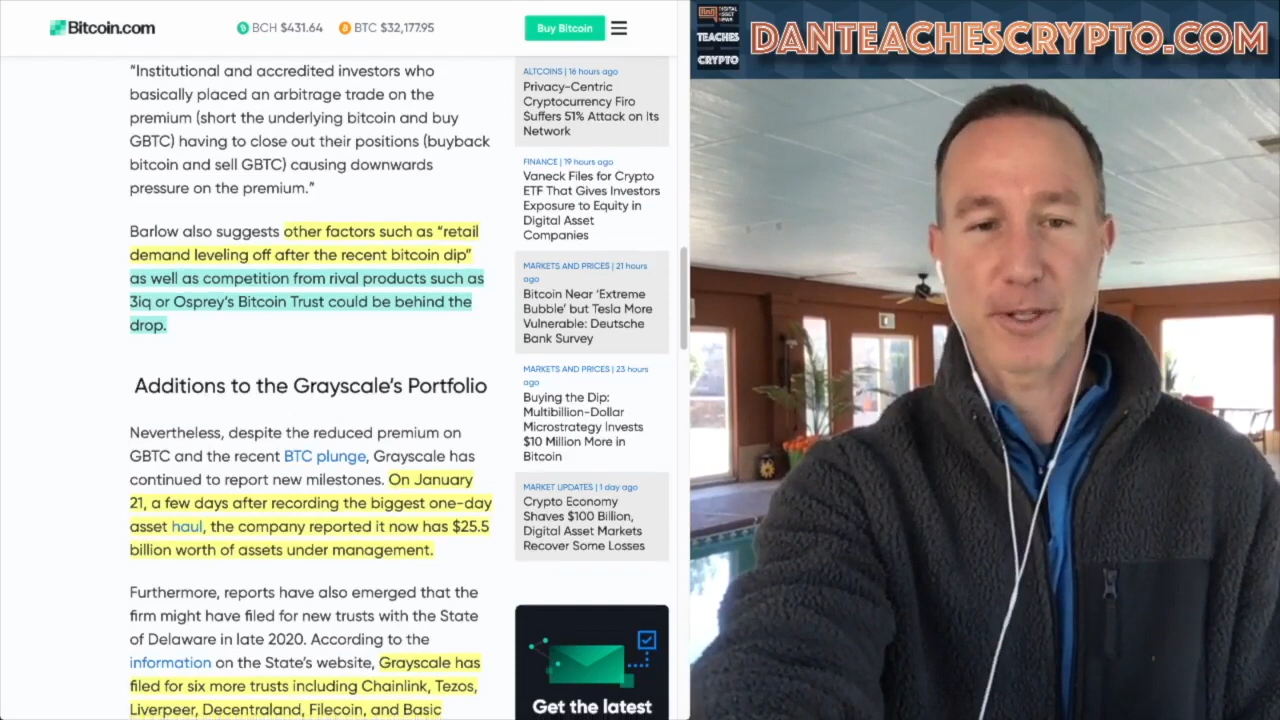 Bitcoin.com
BCH $431.64
BTC $32,177.95
Buy Bitcoin
“Institutional and accredited investors who
basically placed an arbitrage trade on the
premium (short the underlying bitcoin and buy
GBTC) having to close out their positions (buyback
bitcoin and sell GBTC) causing downwards
pressure on the premium.”
Barlow also suggests other factors such as “retail
demand leveling off after the recent bitcoin dip”
as well as competition from rival products such as
3iq or Osprey’s Bitcoin Trust could be behind the
drop.
Additions to the Grayscale’s Portfolio
Nevertheless, despite the reduced premium on
GBTC and the recent BTC plunge, Grayscale has
continued to report new milestones. On January
21, a few days after recording the biggest one-day
asset haul, the company reported it now has $25.5
billion worth of assets under management.
Furthermore, reports have also emerged that the
firm might have filed for new trusts with the State
of Delaware in late 2020. According to the
information on the State’s website, Grayscale has
filed for six more trusts including Chainlink, Tezos,
Liverpeer, Decentraland, Filecoin, and Basic
ALTCOINS | 16 hours ago
Privacy-Centric
Cryptocurrency Firo
Suffers 51% Attack on Its
Network
FINANCE | 19 hours ago
Vaneck Files for Crypto
ETF That Gives Investors
Exposure to Equity in
Digital Asset
Companies
MARKETS AND PRICES | 21 hours
ago
Bitcoin Near ‘Extreme
Bubble’ but Tesla More
Vulnerable: Deutsche
Bank Survey
MARKETS AND PRICES | 23 hours
ago
Buying the Dip:
Multibillion-Dollar
Microstrategy Invests
$10 Million More in
Bitcoin
MARKET UPDATES | 1 day ago
Crypto Economy
Shaves $100 Billion,
Digital Asset Markets
Recover Some Losses
Get the latest
DIGITAL
ASSET
NEWS
TEACHES
CRYPTO
DANTEACHESCRYPTO.COM